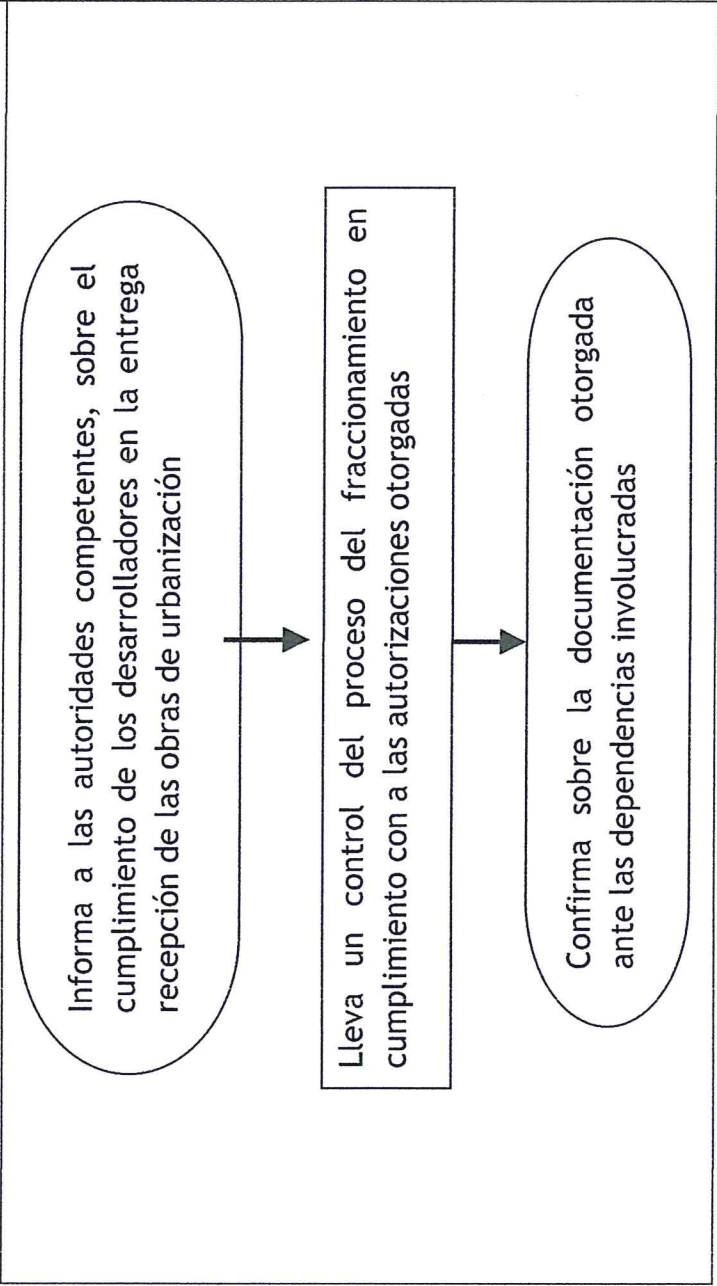 Informa a las autoridades competentes, sobre el
cumplimiento de los desarrolladores en la entrega
recepción de las obras de urbanización
Lleva un control del proceso del fraccionamiento en
cumplimiento con a las autorizaciones otorgadas
Confirma sobre la documentación otorgada
ante las dependencias involucradas